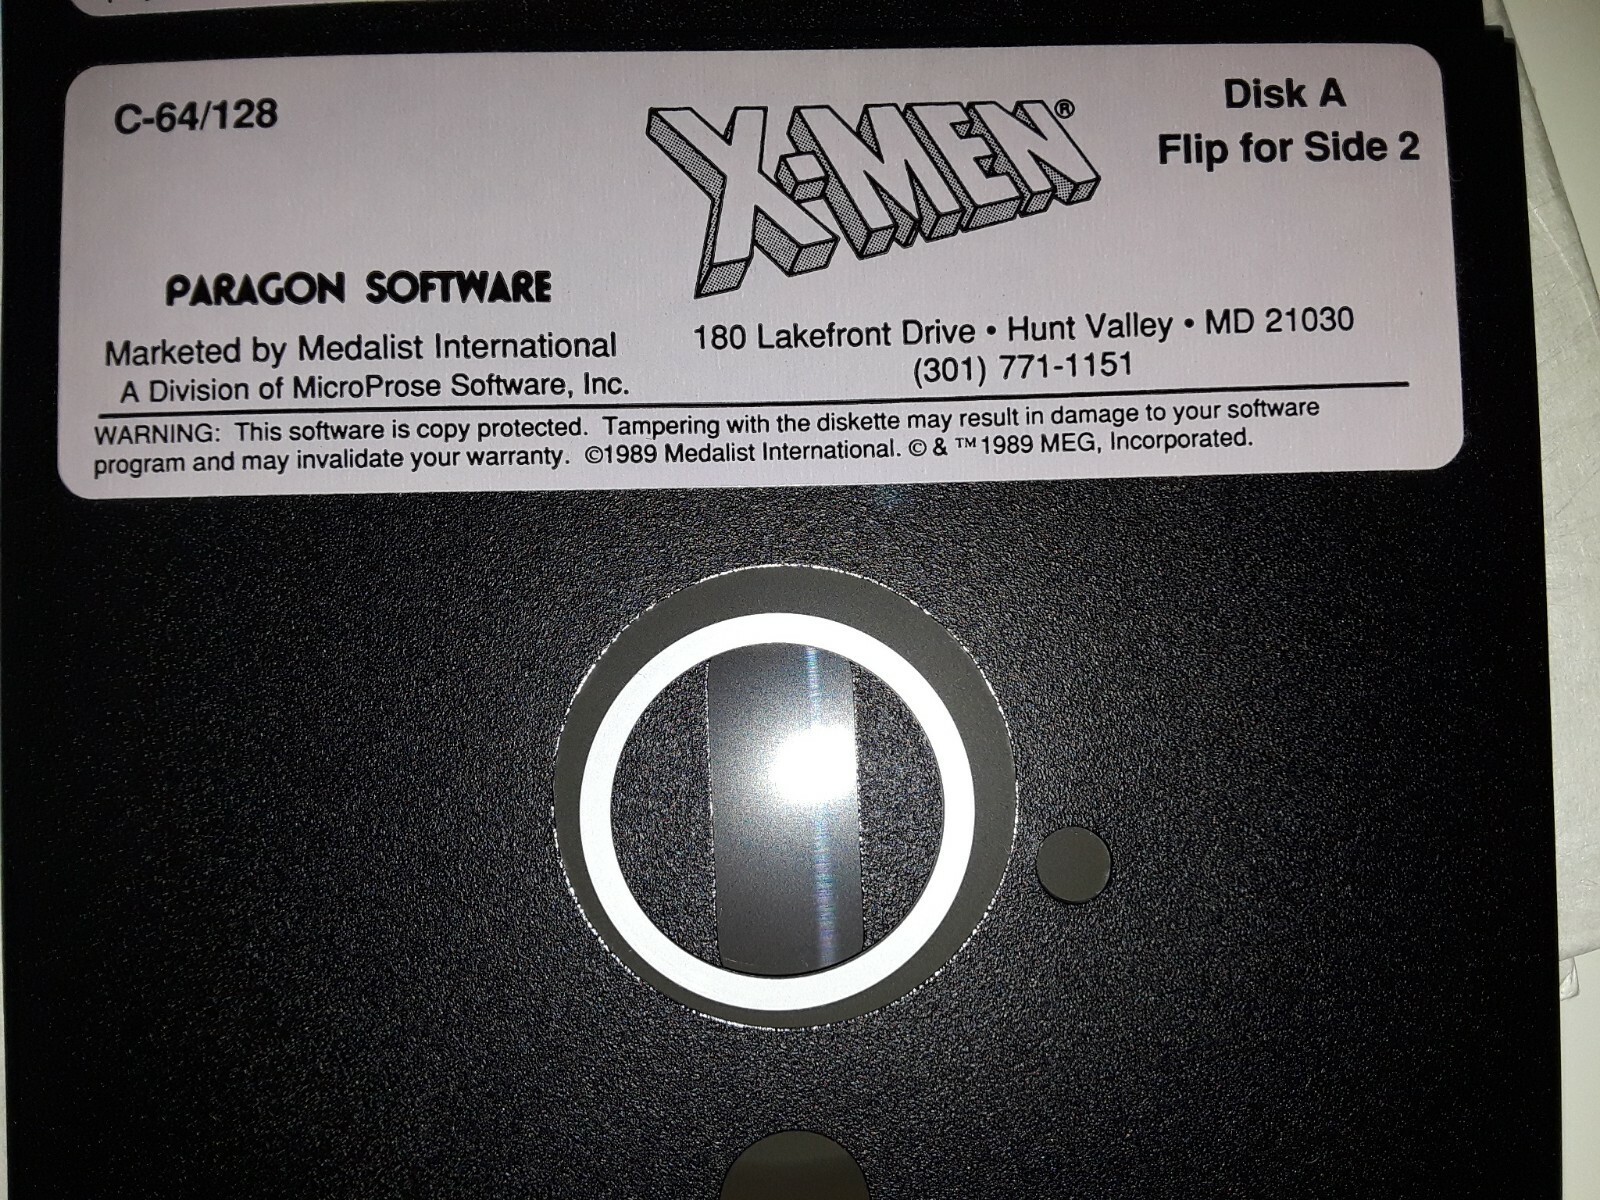 C-64/128
X-MEN®
Disk A
Flip for Side 2
PARAGON SOFTWARE
Marketed by Medalist International
A Division of MicroProse Software, Inc.
180 Lakefront Drive • Hunt Valley • MD 21030
(301) 771-1151
WARNING: This software is copy protected. Tampering with the diskette may result in damage to your software
program and may invalidate your warranty. ©1989 Medalist International. © & ™ 1989 MEG, Incorporated.